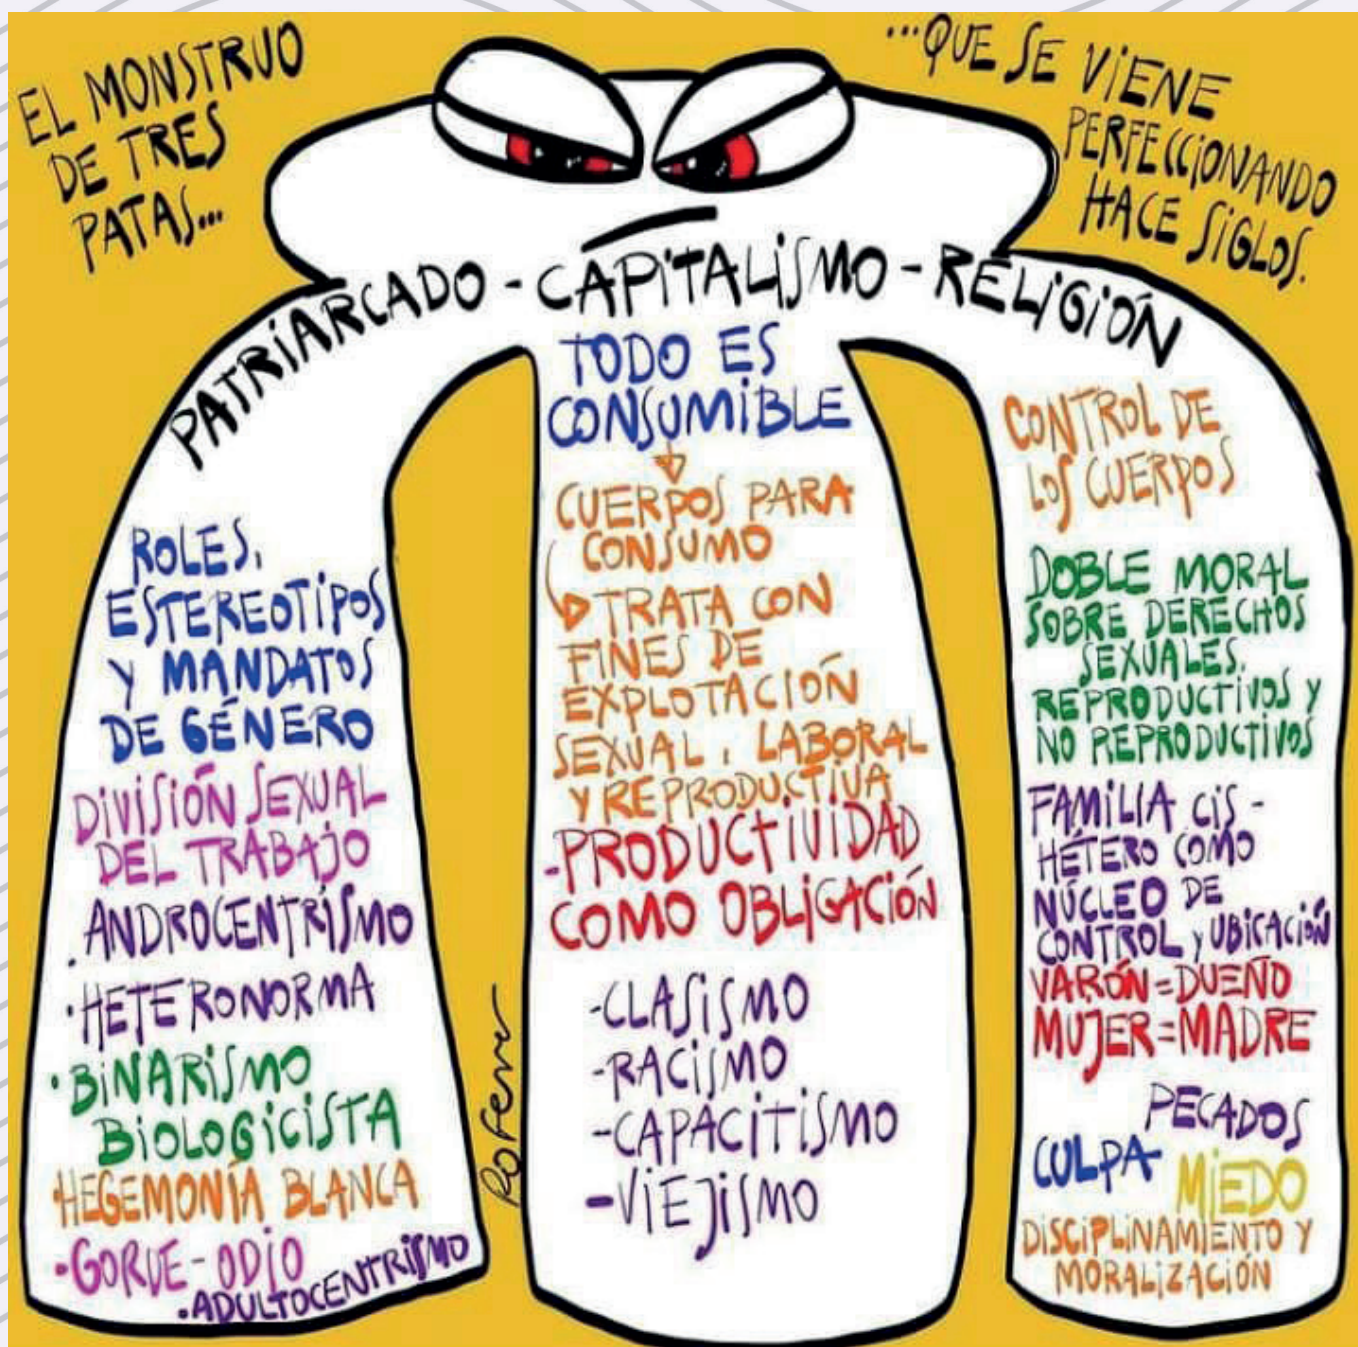 EL MONSTRUO
DE TRES
PATAS...
...QUE SE VIENE
PERFECCIONANDO
HACE SIGLOS.
PATRIARCADO - CAPITALISMO - RELIGIÓN
ROLES,
ESTEREOTIPOS
Y MANDATOS
DE GÉNERO
DIVISIÓN SEXUAL
DEL TRABAJO
. ANDROCENTRISMO
· HETERONORMA
· BINARISMO
BIOLOGICISTA
· HEGEMONÍA BLANCA
· GORDE-ODIO
· ADULTOCENTRISMO
TODO ES
CONSUMIBLE
CUERPOS PARA
CONSUMO
TRATA CON
FINES DE
EXPLOTACIÓN
SEXUAL, LABORAL
Y REPRODUCTIVA
- PRODUCTIVIDAD
COMO OBLIGACIÓN
- CLASISMO
- RACISMO
- CAPACITISMO
- VIEJISMO
CONTROL DE
LOS CUERPOS
DOBLE MORAL
SOBRE DERECHOS
SEXUALES,
REPRODUCTIVOS Y
NO REPRODUCTIVOS
FAMILIA CIS-
HÉTERO COMO
NÚCLEO DE
CONTROL Y UBICACIÓN
VARÓN=DUEÑO
MUJER=MADRE
PECADOS
CULPA MIEDO
DISCIPLINAMIENTO Y
MORALIZACIÓN